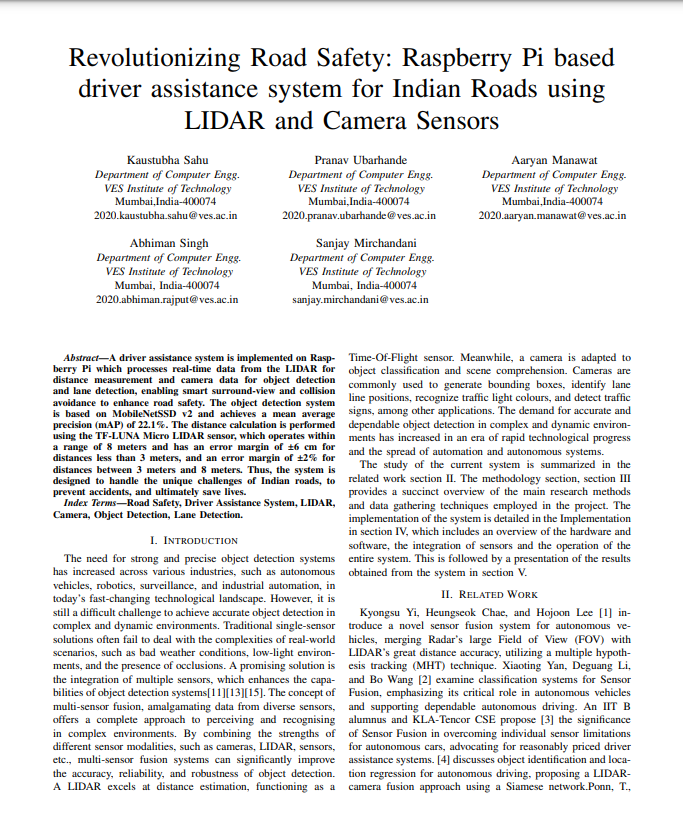 Revolutionizing Road Safety: Raspberry Pi based
driver assistance system for Indian Roads using
LIDAR and Camera Sensors
Kaustubha Sahu
Department of Computer Engg.
VES Institute of Technology
Mumbai,India-400074
2020.kaustubha.sahu@ves.ac.in
Pranav Ubarhande
Department of Computer Engg.
VES Institute of Technology
Mumbai,India-400074
2020.pranav.ubarhande@ves.ac.in
Aaryan Manawat
Department of Computer Engg.
VES Institute of Technology
Mumbai,India-400074
2020.aaryan.manawat@ves.ac.in
Abhiman Singh
Department of Computer Engg.
VES Institute of Technology
Mumbai, India-400074
2020.abhiman.rajput@ves.ac.in
Sanjay Mirchandani
Department of Computer Engg.
VES Institute of Technology
Mumbai, India-400074
sanjay.mirchandani@ves.ac.in
Abstract—A driver assistance system is implemented on Rasp-
berry Pi which processes real-time data from the LIDAR for
distance measurement and camera data for object detection
and lane detection, enabling smart surround-view and collision
avoidance to enhance road safety. The object detection system
is based on MobileNetSSD v2 and achieves a mean average
precision (mAP) of 22.1%. The distance calculation is performed
using the TF-LUNA Micro LIDAR sensor, which operates within
a range of 8 meters and has an error margin of ±6 cm for
distances less than 3 meters, and an error margin of ±2% for
distances between 3 meters and 8 meters. Thus, the system is
designed to handle the unique challenges of Indian roads, to
prevent accidents, and ultimately save lives.
Index Terms—Road Safety, Driver Assistance System, LIDAR,
Camera, Object Detection, Lane Detection.
I. INTRODUCTION
The need for strong and precise object detection systems
has increased across various industries, such as autonomous
vehicles, robotics, surveillance, and industrial automation, in
today's fast-changing technological landscape. However, it is
still a difficult challenge to achieve accurate object detection in
complex and dynamic environments. Traditional single-sensor
solutions often fail to deal with the complexities of real-world
scenarios, such as bad weather conditions, low-light environ-
ments, and the presence of occlusions. A promising solution is
the integration of multiple sensors, which enhances the capa-
bilities of object detection systems[11][13][15]. The concept of
multi-sensor fusion, amalgamating data from diverse sensors,
offers a complete approach to perceiving and recognising
in complex environments. By combining the strengths of
different sensor modalities, such as cameras, LIDAR, sensors,
etc., multi-sensor fusion systems can significantly improve
the accuracy, reliability, and robustness of object detection.
A LIDAR excels at distance estimation, functioning as a
Time-Of-Flight sensor. Meanwhile, a camera is adapted to
object classification and scene comprehension. Cameras are
commonly used to generate bounding boxes, identify lane
line positions, recognize traffic light colours, and detect traffic
signs, among other applications. The demand for accurate and
dependable object detection in complex and dynamic environ-
ments has increased in an era of rapid technological progress
and the spread of automation and autonomous systems.
The study of the current system is summarized in the
related work section II. The methodology section, section III
provides a succinct overview of the main research methods
and data gathering techniques employed in the project. The
implementation of the system is detailed in the Implementation
in section IV, which includes an overview of the hardware and
software, the integration of sensors and the operation of the
entire system. This is followed by a presentation of the results
obtained from the system in section V.
II. RELATED WORK
Kyongsu Yi, Heungseok Chae, and Hojoon Lee [1] in-
troduce a novel sensor fusion system for autonomous ve-
hicles, merging Radar's large Field of View (FOV) with
LIDAR's great distance accuracy, utilizing a multiple hypoth-
esis tracking (MHT) technique. Xiaoting Yan, Deguang Li,
and Bo Wang [2] examine classification systems for Sensor
Fusion, emphasizing its critical role in autonomous vehicles
and supporting dependable autonomous driving. An IIT B
alumnus and KLA-Tencor CSE propose [3] the significance
of Sensor Fusion in overcoming individual sensor limitations
for autonomous cars, advocating for reasonably priced driver
assistance systems. [4] discusses object identification and loca-
tion regression for autonomous driving, proposing a LIDAR-
camera fusion approach using a Siamese network.Ponn, T.,